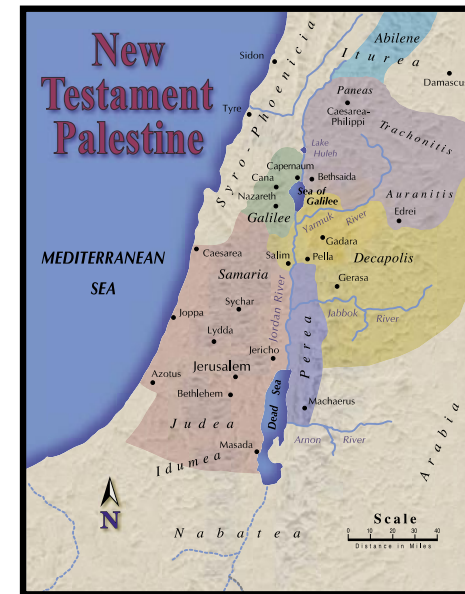 New
Testament
Palestine
Abilene
Iturea
Sidon
Damascu
Paneas
Caesarea-
Philippi
Tyre
Syro-Phoenicia
Trachonitis
Lake
Huleh
Capernaum
Bethsaida
Cana
Sea of
Galilee
Auranitis
Nazareth
Galilee
Yarmuk River
Edrei
Gadara
MEDITERRANEAN
SEA
Caesarea
Salim
Pella
Decapolis
Samaria
Gerasa
Sychar
Jordan River
Joppa
Jabbok River
Lydda
Jericho
Perea
Jerusalem
Azotus
Dead Sea
Bethlehem
Machaerus
Judea
Arnon River
Masada
Idumea
Arabia
N
Nabatea
Scale
0 10 20 30 40
Distance in Miles